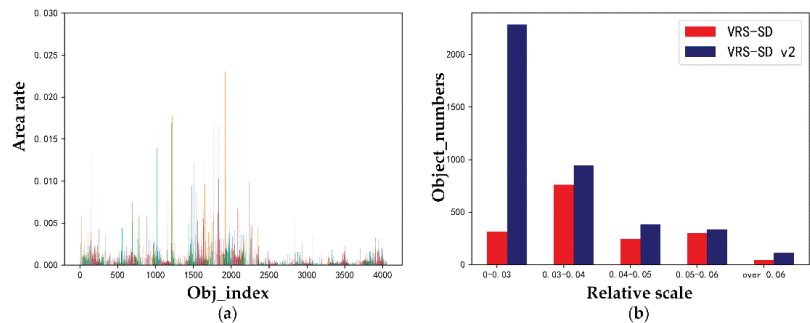 0.030
0.025
0.020
0.015
0.010
0.005
0.000
Area rate
0
500
1000
1500
2000
2500
3000
3500
4000
Obj_index
(a)
VRS-SD
VRS-SD v2
2000
1500
1000
500
0
Object_numbers
0-0.03
0.03-0.04
0.04-0.05
0.05-0.06
over 0.06
Relative scale
(b)